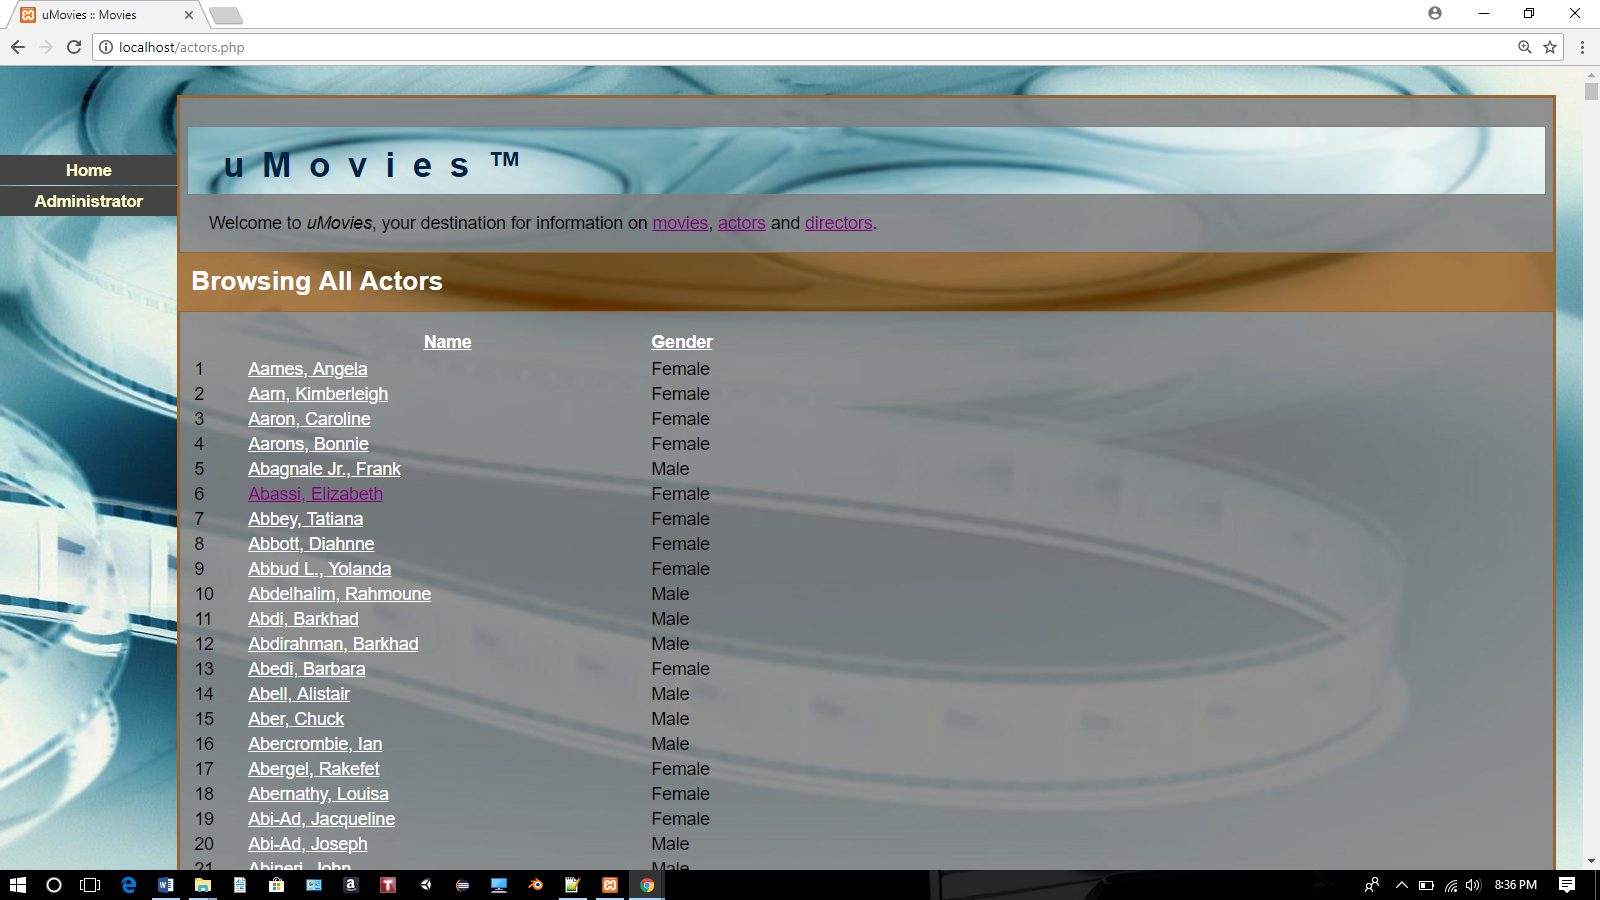 uMovies :: Movies
localhost/actors.php
uMovies™
Home
Administrator
Welcome to uMovies, your destination for information on movies, actors and directors.
Browsing All Actors
Name Gender
1 Aames, Angela Female
2 Aarn, Kimberleigh Female
3 Aaron, Caroline Female
4 Aarons, Bonnie Female
5 Abagnale Jr., Frank Male
6 Abassi, Elizabeth Female
7 Abbey, Tatiana Female
8 Abbott, Diahnne Female
9 Abbud L., Yolanda Female
10 Abdelhalim, Rahmoune Male
11 Abdi, Barkhad Male
12 Abdirahman, Barkhad Male
13 Abedi, Barbara Female
14 Abell, Alistair Male
15 Aber, Chuck Male
16 Abercrombie, Ian Male
17 Abergel, Rakefet Female
18 Abernathy, Louisa Female
19 Abi-Ad, Jacqueline Female
20 Abi-Ad, Joseph Male
21 Abineri, John Male
8:36 PM